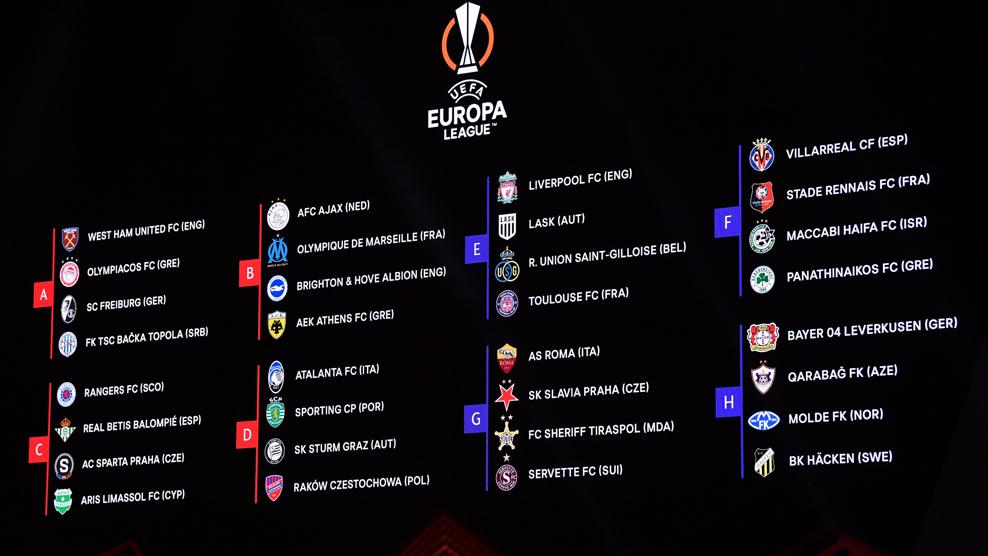 UEFA
EUROPA
LEAGUE™
A
WEST HAM UNITED FC (ENG)
OLYMPIACOS FC (GRE)
SC FREIBURG (GER)
FK TSC BAČKA TOPOLA (SRB)
B
AFC AJAX (NED)
OLYMPIQUE DE MARSEILLE (FRA)
BRIGHTON & HOVE ALBION (ENG)
AEK ATHENS FC (GRE)
C
RANGERS FC (SCO)
REAL BETIS BALOMPIÉ (ESP)
AC SPARTA PRAHA (CZE)
ARIS LIMASSOL FC (CYP)
D
ATALANTA FC (ITA)
SCP
SPORTING CP (POR)
SK STURM GRAZ (AUT)
RAKÓW CZESTOCHOWA (POL)
E
LIVERPOOL FC (ENG)
LASK
LASK (AUT)
R. UNION SAINT-GILLOISE (BEL)
TOULOUSE FC (FRA)
F
VILLARREAL CF (ESP)
STADE RENNAIS FC (FRA)
MACCABI HAIFA FC (ISR)
PANATHINAIKOS FC (GRE)
G
ROMA
AS ROMA (ITA)
SK SLAVIA PRAHA (CZE)
FC SHERIFF TIRASPOL (MDA)
SERVETTE FC (SUI)
H
BAYER 04 LEVERKUSEN (GER)
QARABAĞ FK (AZE)
MOLDE FK (NOR)
BK HÄCKEN (SWE)